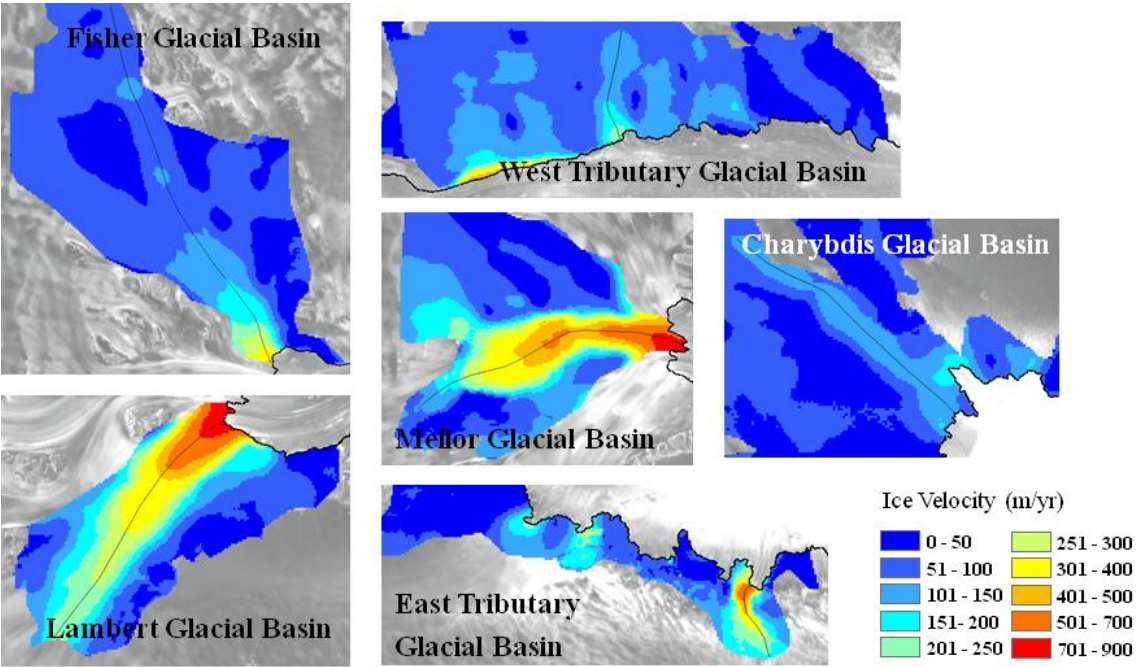 Fisher Glacial Basin
West Tributary Glacial Basin
Charybdis Glacial Basin
Mellor Glacial Basin
Lambert Glacial Basin
East Tributary
Glacial Basin
Ice Velocity (m/yr)
0 - 50
51 - 100
101 - 150
151- 200
201 - 250
251 - 300
301 - 400
401 - 500
501 - 700
701 - 900